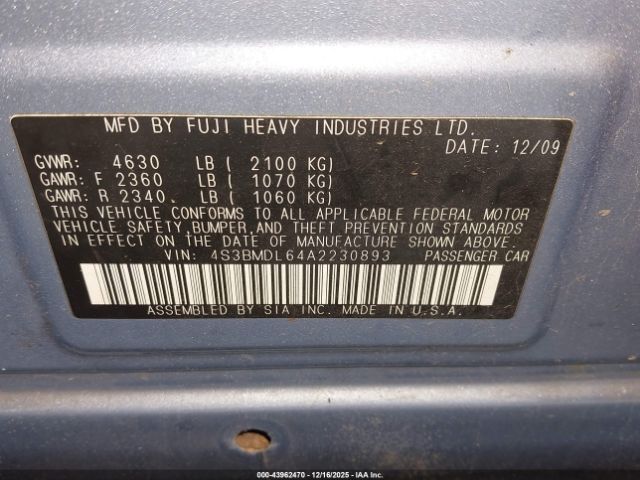 MFD BY FUJI HEAVY INDUSTRIES LTD.
DATE: 12/09
GVWR: 4630 LB ( 2100 KG)
GAWR: F 2360 LB ( 1070 KG)
GAWR: R 2340 LB ( 1060 KG)
THIS VEHICLE CONFORMS TO ALL APPLICABLE FEDERAL MOTOR
VEHICLE SAFETY, BUMPER, AND THEFT PREVENTION STANDARDS
IN EFFECT ON THE DATE OF MANUFACTURE SHOWN ABOVE.
VIN: 4S3BMDL64A2230893 PASSENGER CAR
ASSEMBLED BY SIA INC. MADE IN U.S.A.
000-43962470 - 12/16/2025 - IAA Inc.